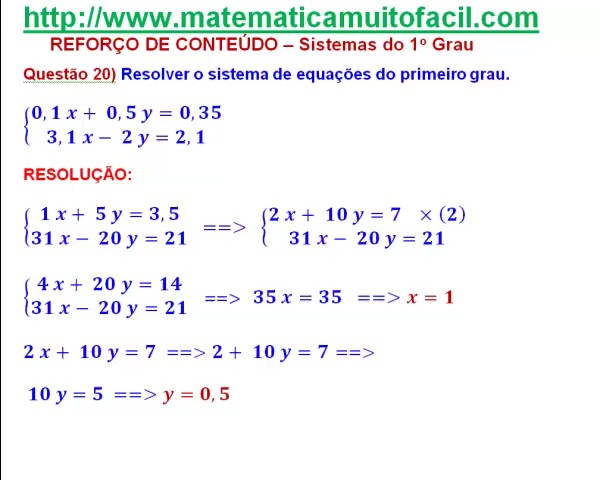 http://www.matematicamuitofacil.com
REFORÇO DE CONTEÚDO – Sistemas do 1º Grau
Questão 20) Resolver o sistema de equações do primeiro grau.
{0,1 x + 0,5 y = 0,35
3,1 x − 2 y = 2,1
RESOLUÇÃO:
{1 x + 5 y = 3,5 ==> {2 x + 10 y = 7 × (2)
31 x − 20 y = 21 31 x − 20 y = 21
{4 x + 20 y = 14
31 x − 20 y = 21 ==> 35 x = 35 ==> x = 1
2 x + 10 y = 7 ==> 2 + 10 y = 7 ==>
10 y = 5 ==> y = 0,5